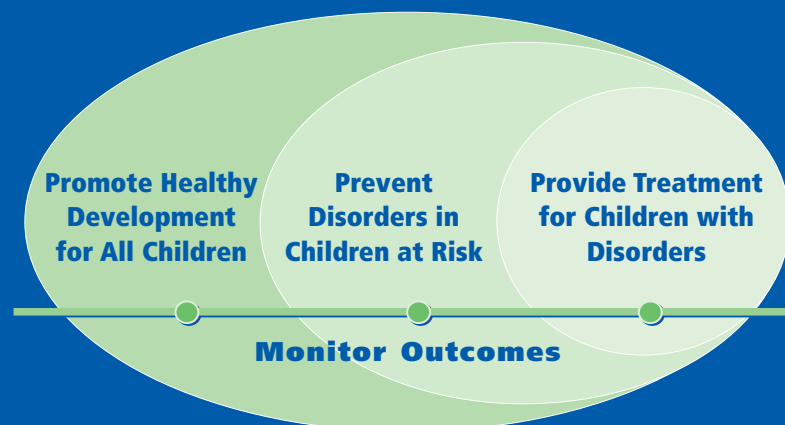 Promote Healthy
Development
for All Children
Prevent
Disorders in
Children at Risk
Provide Treatment
for Children with
Disorders
Monitor Outcomes